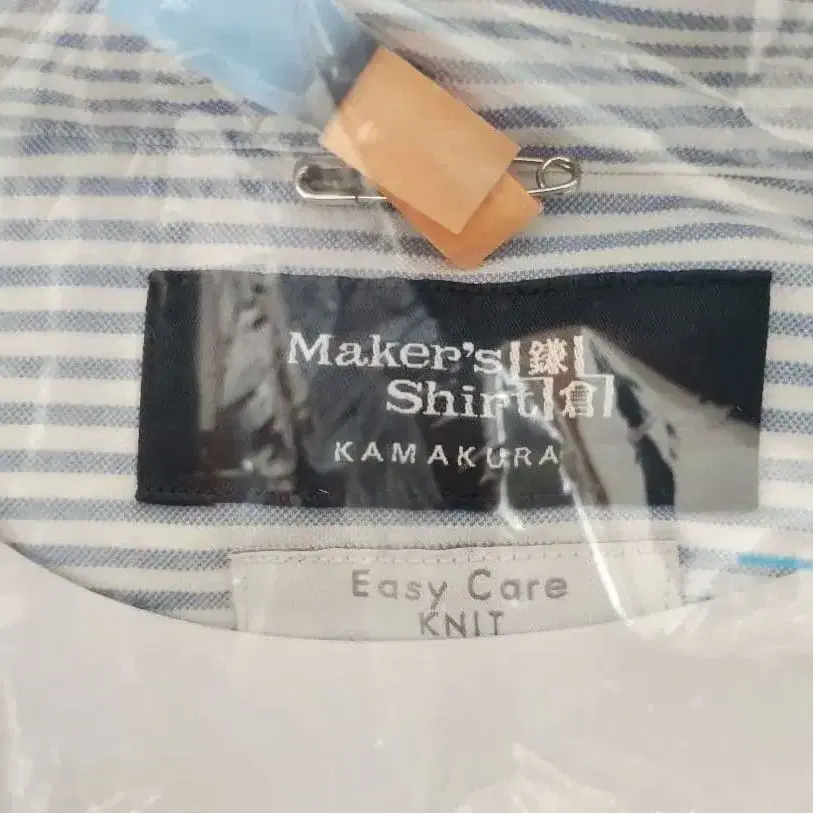 Maker's 鎌
Shirt 倉
KAMAKURA
Easy Care
KNIT